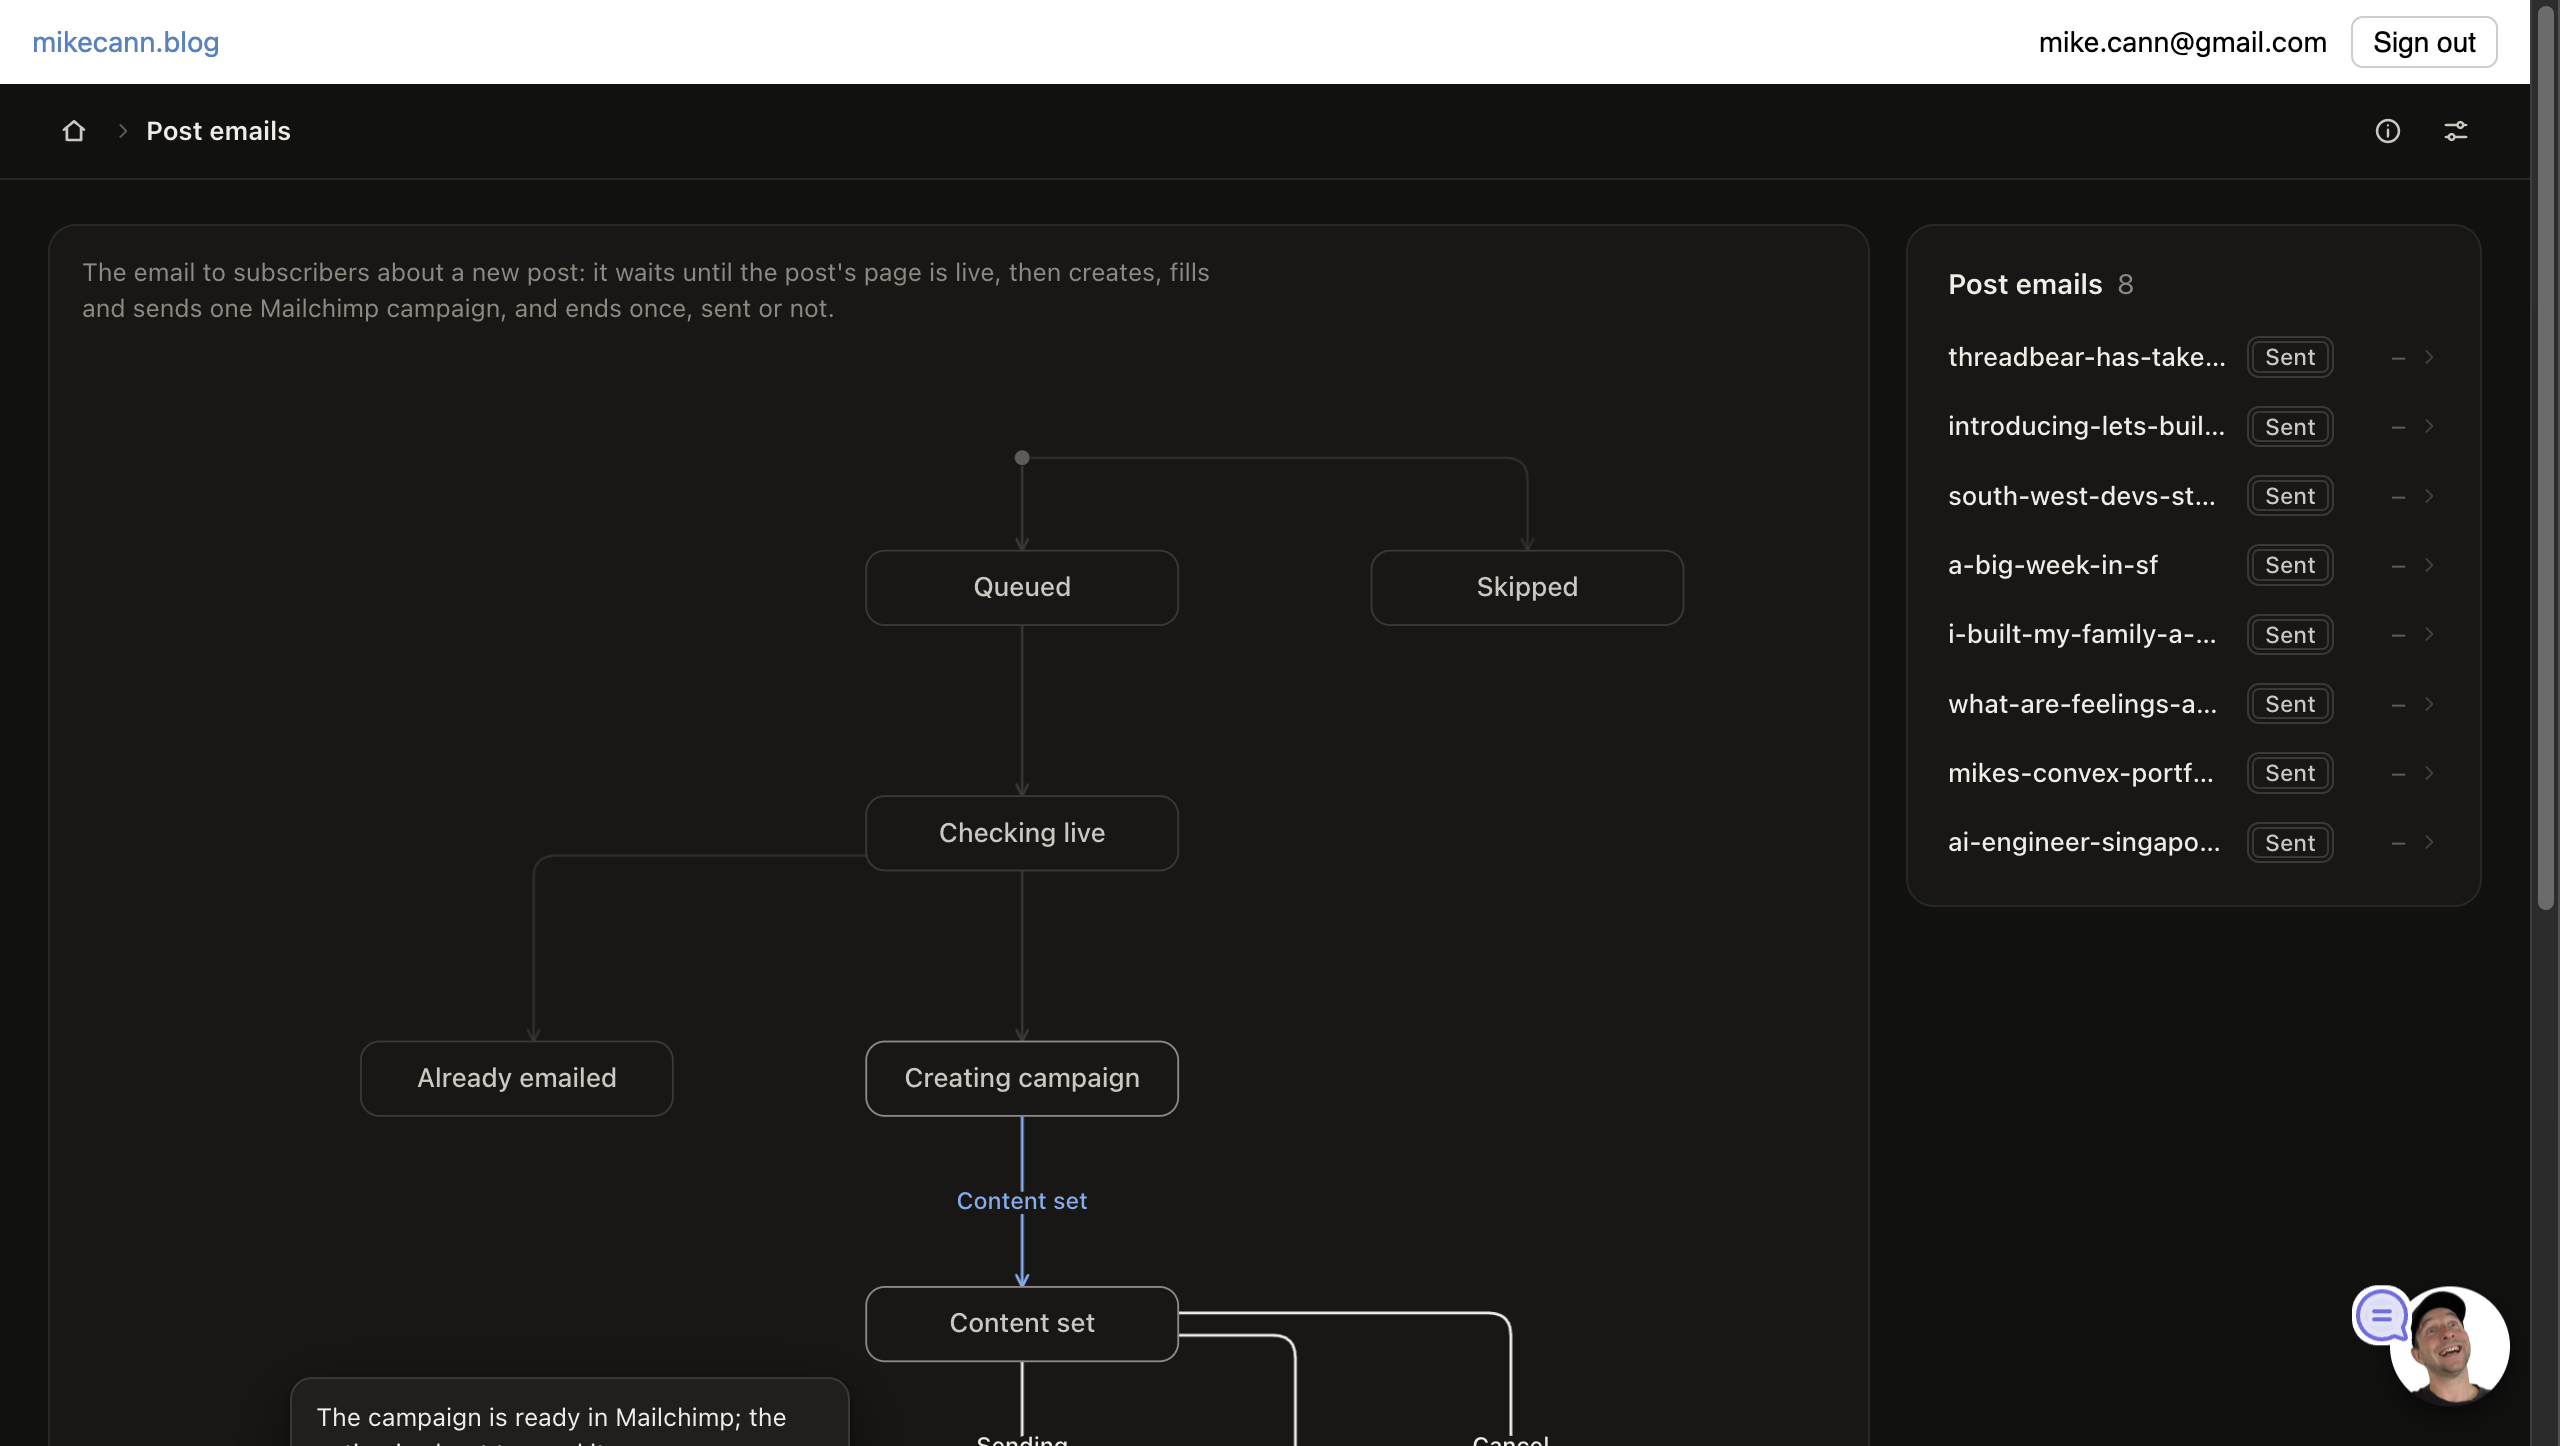 mikecann.blog
mike.cann@gmail.com
Sign out
Post emails
The email to subscribers about a new post: it waits until the post's page is live, then creates, fills
and sends one Mailchimp campaign, and ends once, sent or not.
Queued
Skipped
Checking live
Already emailed
Creating campaign
Content set
Content set
The campaign is ready in Mailchimp; the
Sending
Cancel
Post emails 8
threadbear-has-take... Sent –
introducing-lets-buil... Sent –
south-west-devs-st... Sent –
a-big-week-in-sf Sent –
i-built-my-family-a-... Sent –
what-are-feelings-a... Sent –
mikes-convex-portf... Sent –
ai-engineer-singapo... Sent –